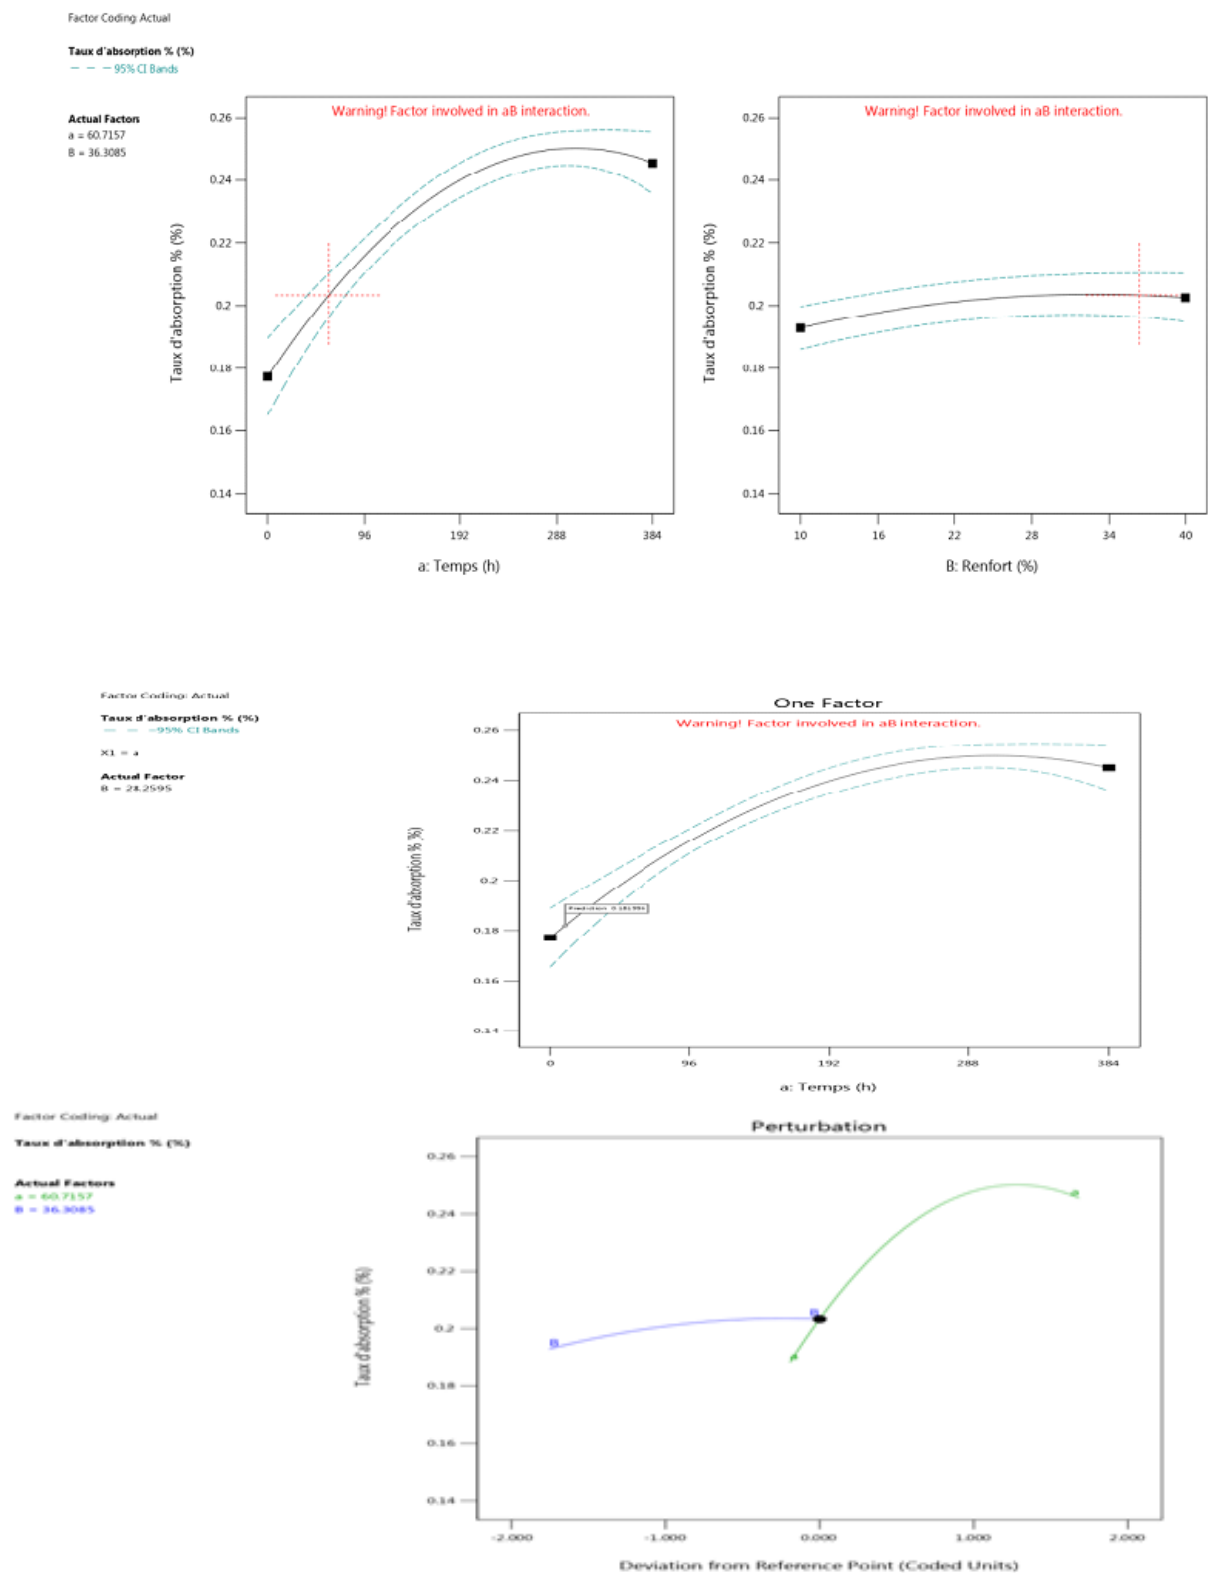 Factor Coding: Actual
Taux d'absorption % (%)
95% CI Bands
Actual Factors
a = 60.7157
B = 36.3085
Warning! Factor involved in aB interaction.
0.26
0.24
0.22
0.2
0.18
0.16
0.14
Taux d'absorption % (%)
0 96 192 288 384
a: Temps (h)
Warning! Factor involved in aB interaction.
0.26
0.24
0.22
0.2
0.18
0.16
0.14
Taux d'absorption % (%)
10 16 22 28 34 40
B: Renfort (%)
Factor Coding: Actual
Taux d'absorption % (%)
95% CI Bands
X1 = a
Actual Factor
B = 28.2595
One Factor
Warning! Factor involved in aB interaction.
0.26
0.24
0.22
0.2
0.18
0.16
0.14
Taux d'absorption % %)
Prediction
0 96 192 288 384
a: Temps (h)
Factor Coding: Actual
Taux d'absorption % (%)
Actual Factors
a = 60.7157
B = 36.3085
Perturbation
0.26
0.24
0.22
0.2
0.18
0.16
0.14
Taux d'absorption % (%)
B
B
a
a
-2.000 -1.000 0.000 1.000 2.000
Deviation from Reference Point (Coded Units)